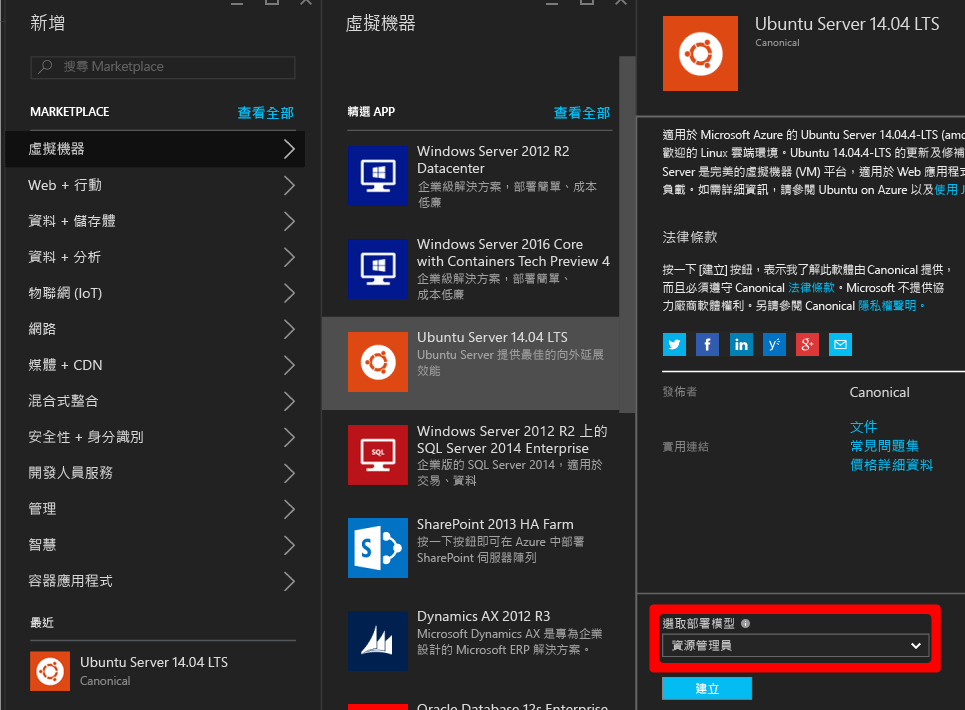 新增
搜尋 Marketplace
MARKETPLACE
查看全部
虛擬機器
Web + 行動
資料 + 儲存體
資料 + 分析
物聯網 (IoT)
網路
媒體 + CDN
混合式整合
安全性 + 身分識別
開發人員服務
管理
智慧
容器應用程式
最近
Ubuntu Server 14.04 LTS
Canonical
虛擬機器
精選 APP
查看全部
Windows Server 2012 R2
Datacenter
企業級解決方案，部署簡單、成本
低廉
Windows Server 2016 Core
with Containers Tech Preview 4
企業級解決方案，部署簡單、
成本低廉
Ubuntu Server 14.04 LTS
Ubuntu Server 提供最佳的向外延展
效能
SQL
Windows Server 2012 R2 上的
SQL Server 2014 Enterprise
企業版的 SQL Server 2014，適用於
交易、資料
SharePoint 2013 HA Farm
按一下按鈕即可在 Azure 中部署
SharePoint 伺服器陣列
Dynamics AX 2012 R3
Microsoft Dynamics AX 是專為企業
設計的 Microsoft ERP 解決方案。
Oracle Database 12c Enterprise
Ubuntu Server 14.04 LTS
Canonical
適用於 Microsoft Azure 的 Ubuntu Server 14.04.4-LTS (amd
歡迎的 Linux 雲端環境。Ubuntu 14.04.4-LTS 的更新及修補
Server 是完美的虛擬機器 (VM) 平台，適用於 Web 應用程式
負載。如需詳細資訊，請參閱 Ubuntu on Azure 以及使用 J
法律條款
按一下 [建立] 按鈕，表示我了解此軟體由 Canonical 提供，
而且必須遵守 Canonical 法律條款。Microsoft 不提供協
力廠商軟體權利。另請參閱 Canonical 隱私權聲明。
發佈者
Canonical
實用連結
文件
常見問題集
價格詳細資料
選取部署模型
資源管理員
建立